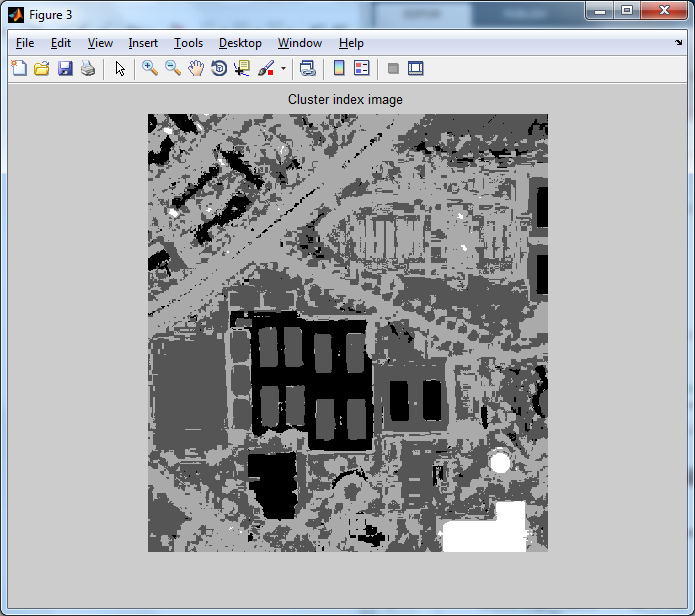 Figure 3
File Edit View Insert Tools Desktop Window Help
Cluster index image